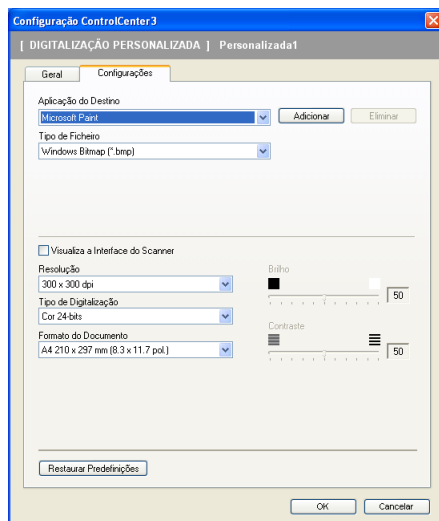 Configuração ControlCenter3
[ DIGITALIZAÇÃO PERSONALIZADA ] Personalizada1
Geral Configurações
Aplicação do Destino
Microsoft Paint Adicionar Eliminar
Tipo de Ficheiro
Windows Bitmap (*.bmp)
Visualiza a Interface do Scanner
Resolução Brilho
300 x 300 dpi 50
Tipo de Digitalização
Cor 24-bits
Formato do Documento Contraste
A4 210 x 297 mm (8.3 x 11.7 pol.) 50
Restaurar Predefinições
OK Cancelar